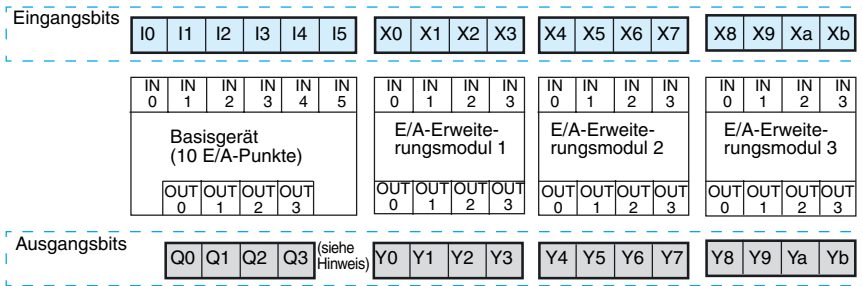 Eingangsbits
I0 I1 I2 I3 I4 I5 X0 X1 X2 X3 X4 X5 X6 X7 X8 X9 Xa Xb
IN IN IN IN IN IN IN IN IN IN IN IN IN IN IN IN IN IN
0 1 2 3 4 5 0 1 2 3 0 1 2 3 0 1 2 3
Basisgerät
(10 E/A-Punkte)
E/A-Erweite-
rungsmodul 1
E/A-Erweite-
rungsmodul 2
E/A-Erweite-
rungsmodul 3
OUT OUT OUT OUT OUT OUT OUT OUT OUT OUT OUT OUT OUT OUT OUT OUT
0 1 2 3 0 1 2 3 0 1 2 3 0 1 2 3
Ausgangsbits
Q0 Q1 Q2 Q3 (siehe
Hinweis) Y0 Y1 Y2 Y3 Y4 Y5 Y6 Y7 Y8 Y9 Ya Yb